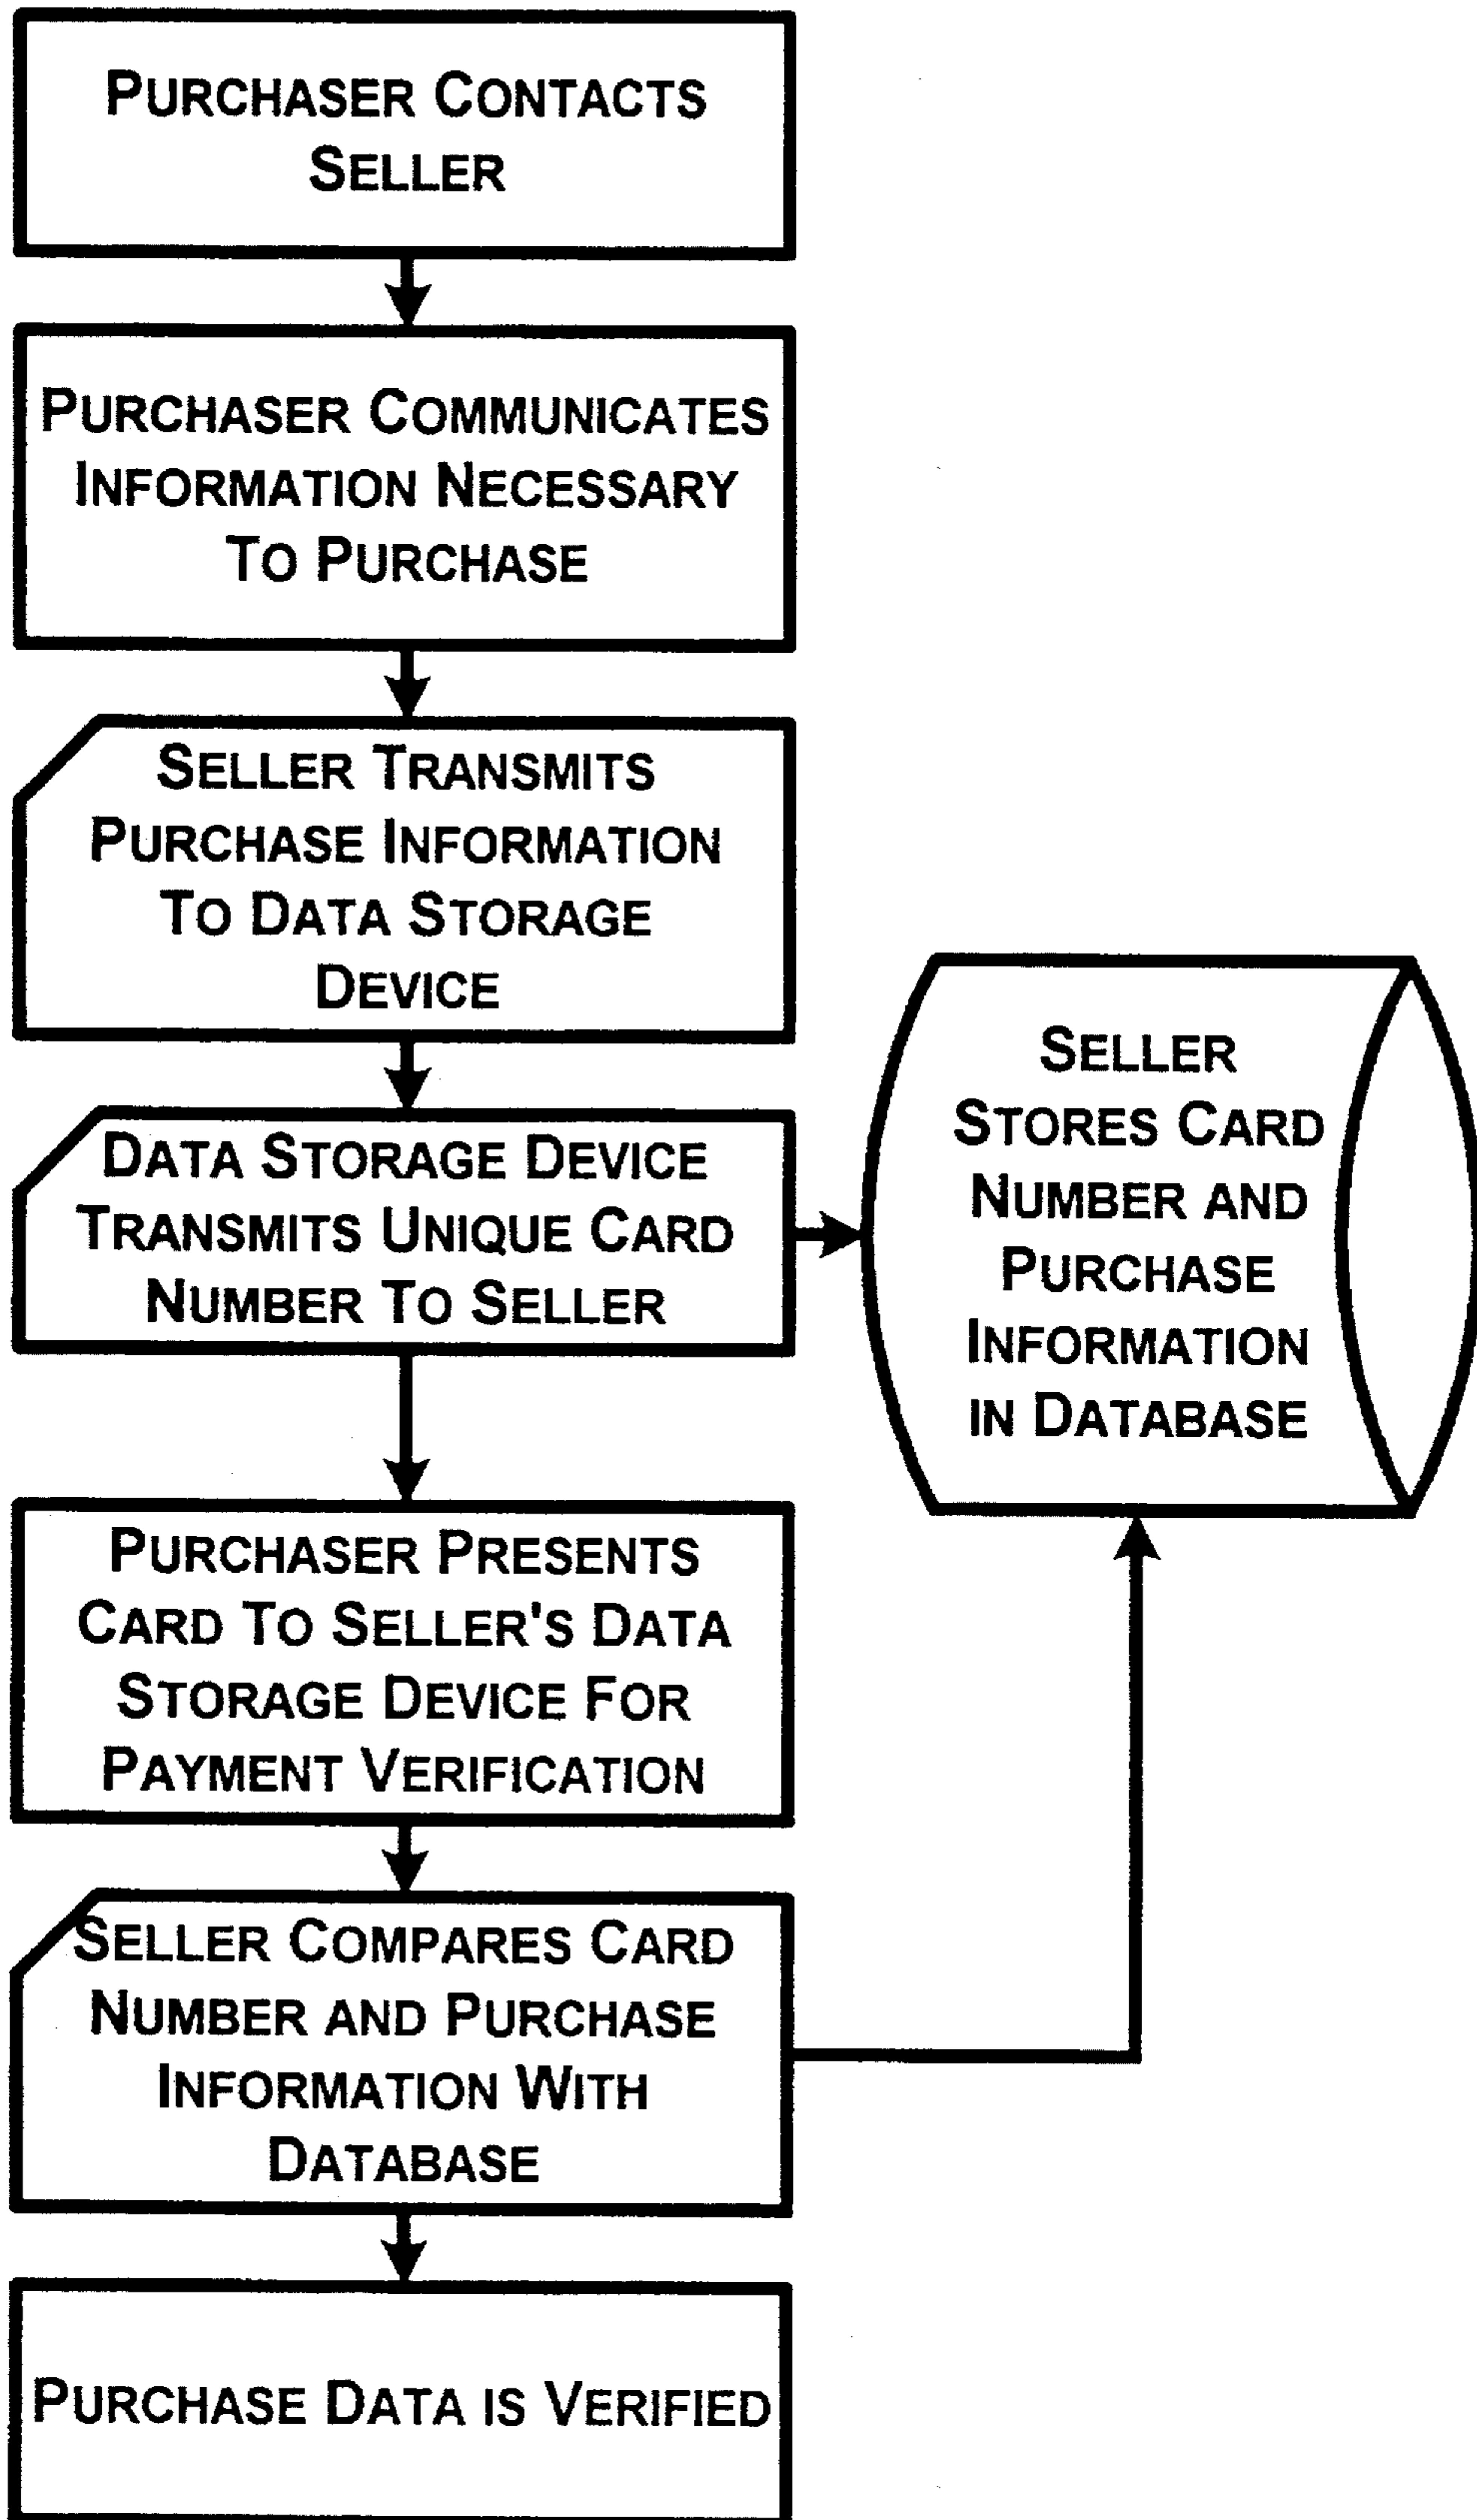 PURCHASER CONTACTS
SELLER
PURCHASER COMMUNICATES
INFORMATION NECESSARY
TO PURCHASE
SELLER TRANSMITS
PURCHASE INFORMATION
TO DATA STORAGE
DEVICE
DATA STORAGE DEVICE
TRANSMITS UNIQUE CARD
NUMBER TO SELLER
SELLER
STORES CARD
NUMBER AND
PURCHASE
INFORMATION
IN DATABASE
PURCHASER PRESENTS
CARD TO SELLER'S DATA
STORAGE DEVICE FOR
PAYMENT VERIFICATION
SELLER COMPARES CARD
NUMBER AND PURCHASE
INFORMATION WITH
DATABASE
PURCHASE DATA IS VERIFIED